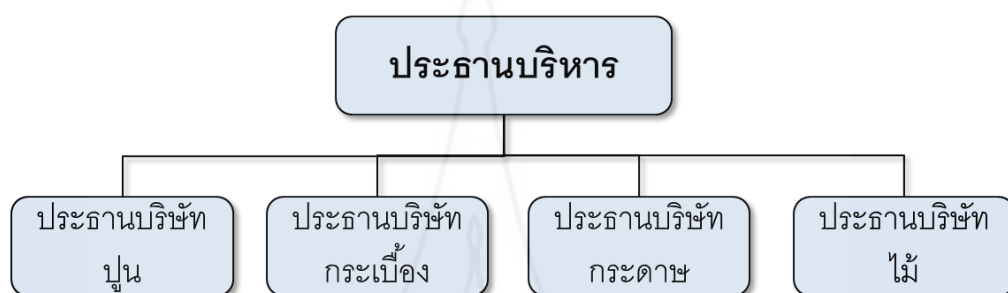 ประธานบริหาร
ประธานบริษัท
ปูน
ประธานบริษัท
กระเบื้อง
ประธานบริษัท
กระดาษ
ประธานบริษัท
ไม้